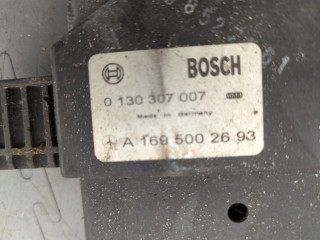 BOSCH
0 130 307 007
Made in Germany
A 169 500 26 93